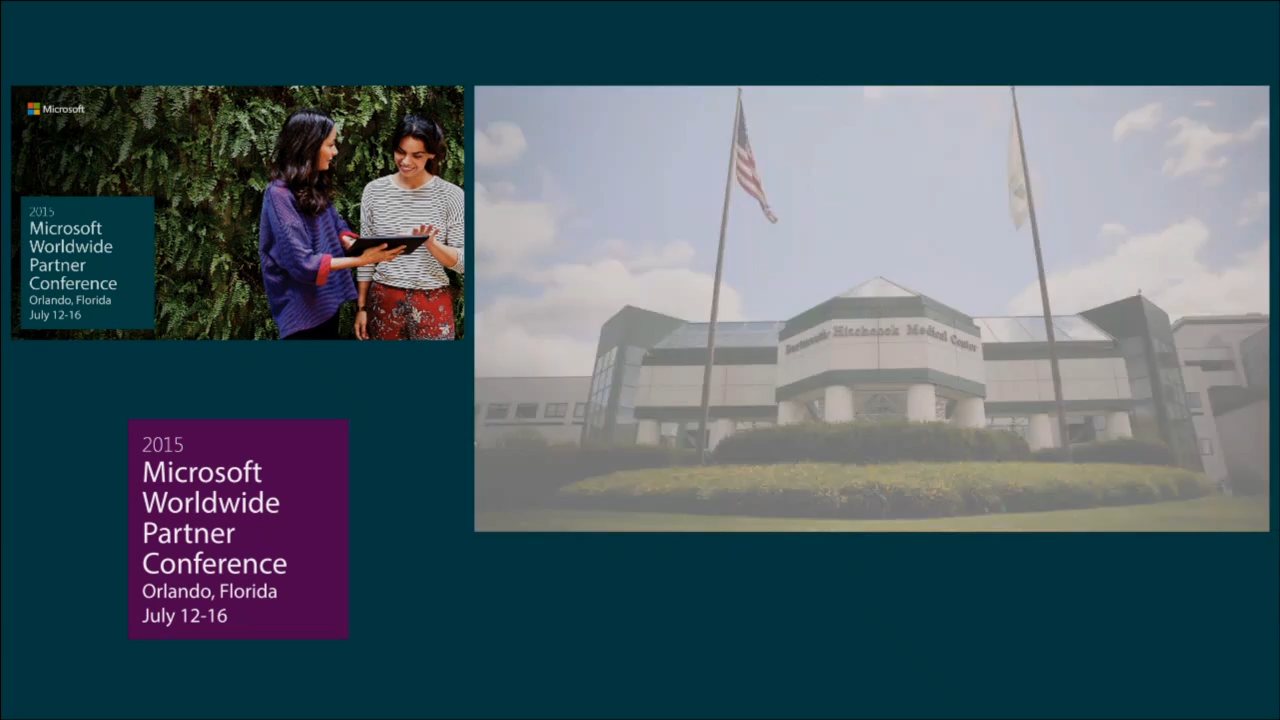 Microsoft
2015
Microsoft
Worldwide
Partner
Conference
Orlando, Florida
July 12-16
Dartmouth Hitchcock Medical Center
2015
Microsoft
Worldwide
Partner
Conference
Orlando, Florida
July 12-16